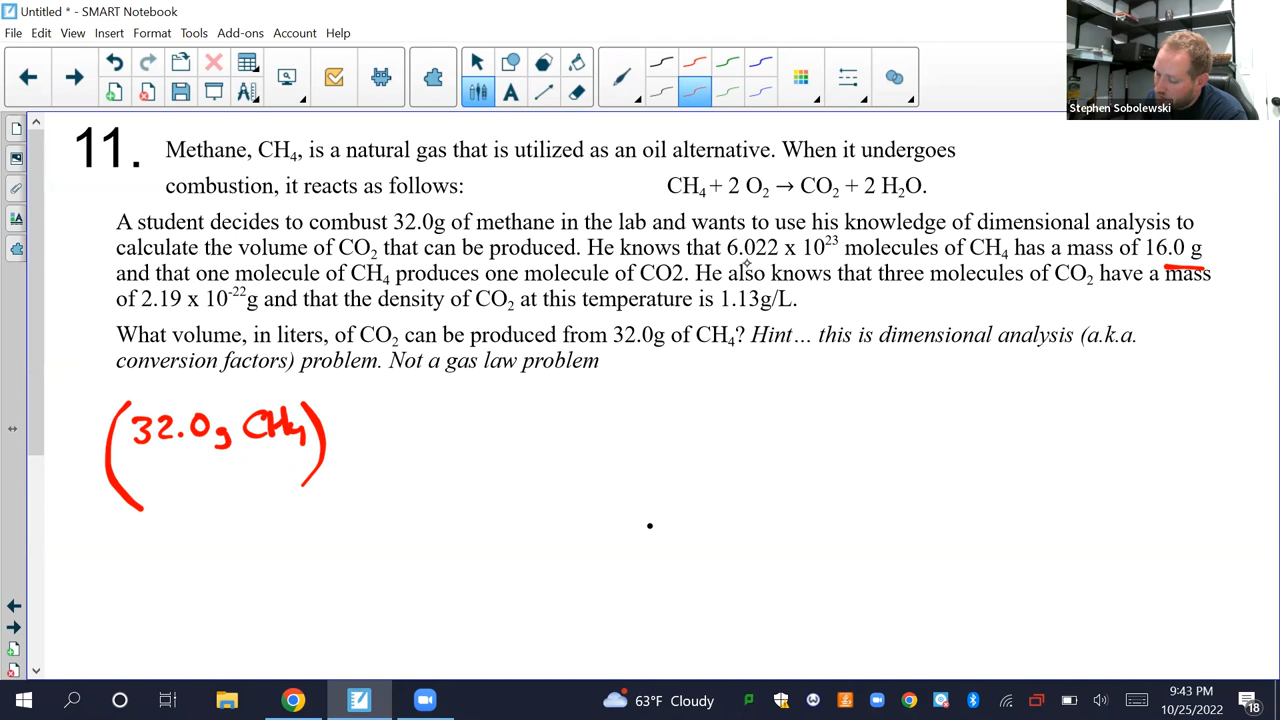 Untitled * - SMART Notebook
File Edit View Insert Format Tools Add-ons Account Help
Stephen Sobolewski
11. Methane, CH₄, is a natural gas that is utilized as an oil alternative. When it undergoes
combustion, it reacts as follows: CH₄ + 2 O₂ → CO₂ + 2 H₂O.
A student decides to combust 32.0g of methane in the lab and wants to use his knowledge of dimensional analysis to
calculate the volume of CO₂ that can be produced. He knows that 6.022 x 10²³ molecules of CH₄ has a mass of 16.0 g
and that one molecule of CH₄ produces one molecule of CO2. He also knows that three molecules of CO₂ have a mass
of 2.19 x 10⁻²²g and that the density of CO₂ at this temperature is 1.13g/L.
What volume, in liters, of CO₂ can be produced from 32.0g of CH₄? Hint… this is dimensional analysis (a.k.a.
conversion factors) problem. Not a gas law problem
(32.0g CH₄)
63°F Cloudy
9:43 PM
10/25/2022
18